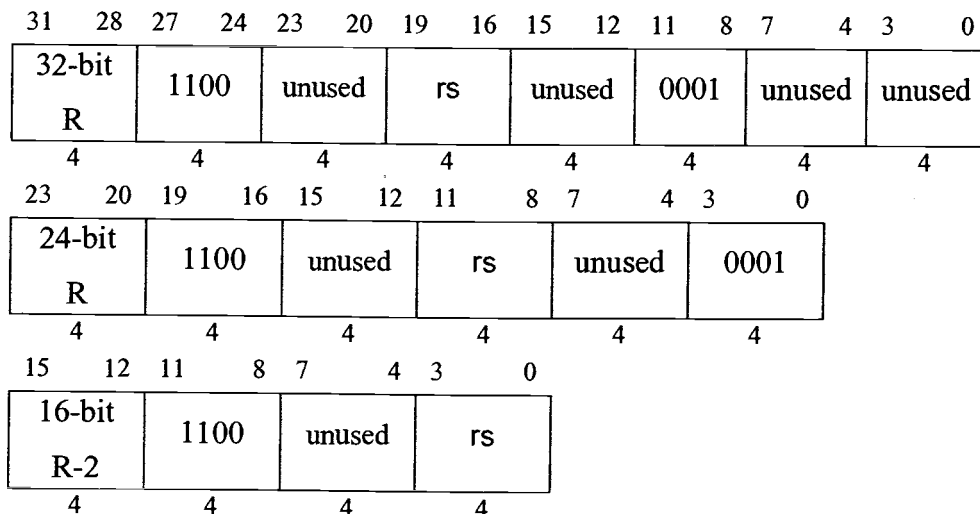 31 28 27 24 23 20 19 16 15 12 11 8 7 4 3 0
32-bit R 1100 unused rs unused 0001 unused unused
4 4 4 4 4 4 4 4
23 20 19 16 15 12 11 8 7 4 3 0
24-bit R 1100 unused rs unused 0001
4 4 4 4 4 4
15 12 11 8 7 4 3 0
16-bit R-2 1100 unused rs
4 4 4 4